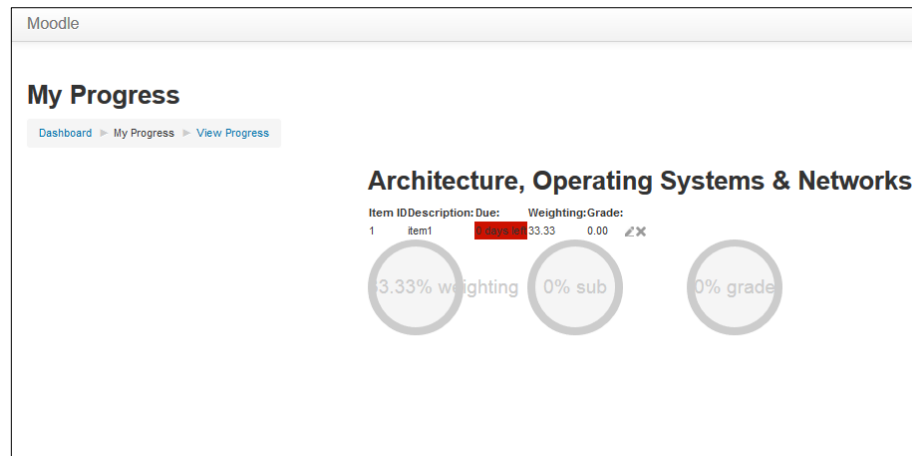 Moodle
My Progress
Dashboard ► My Progress ► View Progress
Architecture, Operating Systems & Networks
Item ID Description: Due: Weighting: Grade:
1 item1 0 days left 33.33 0.00
3.33% weighting 0% sub 0% grade